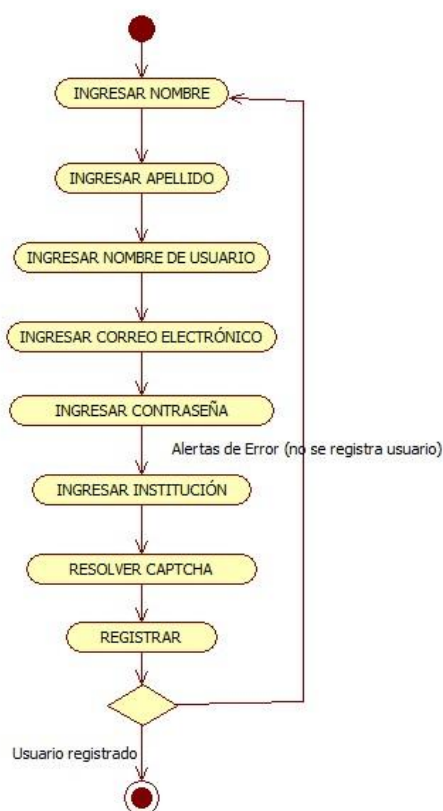 INGRESAR NOMBRE
INGRESAR APELLIDO
INGRESAR NOMBRE DE USUARIO
INGRESAR CORREO ELECTRÓNICO
INGRESAR CONTRASEÑA
Alertas de Error (no se registra usuario)
INGRESAR INSTITUCIÓN
RESOLVER CAPTCHA
REGISTRAR
Usuario registrado